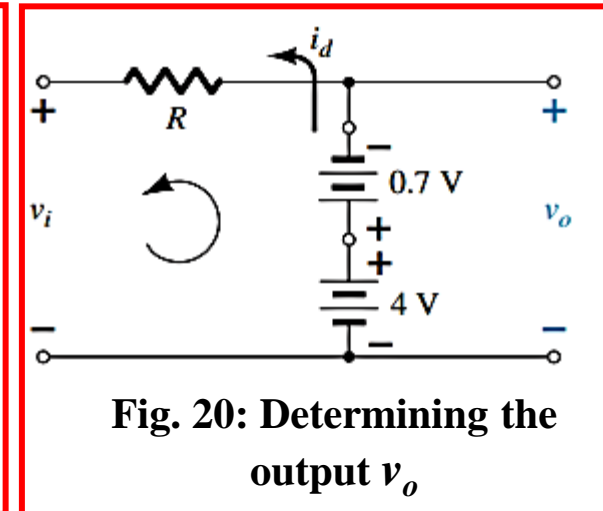 i_d
+
R
+
−
0.7 V
v_i
v_o
+
+
4 V
−
−
−
Fig. 20: Determining the
output v_o